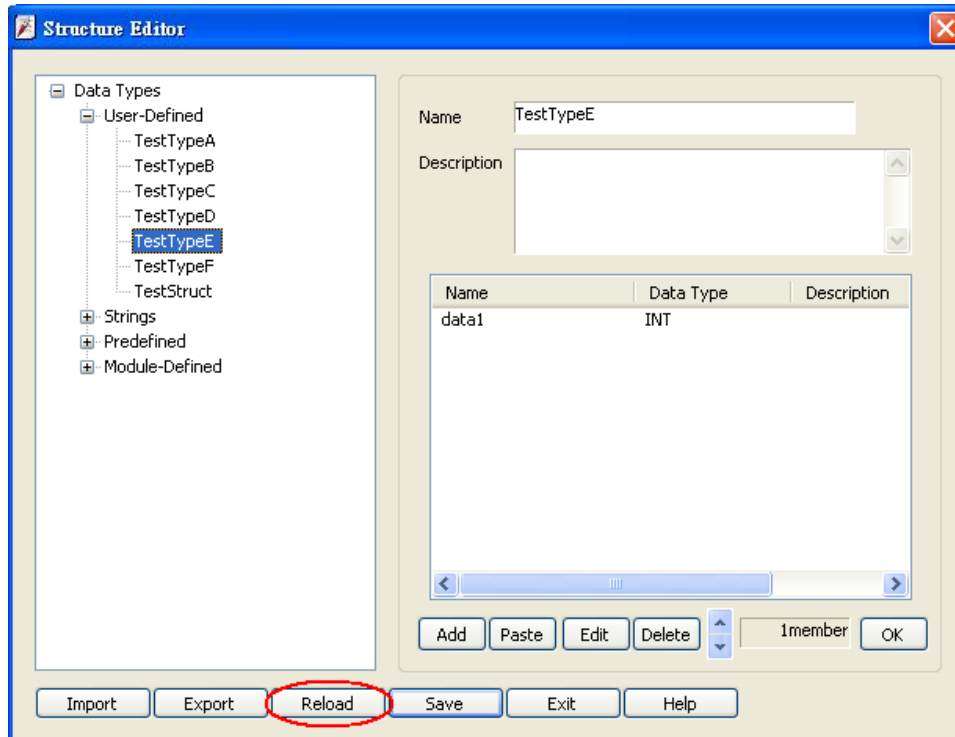 Structure Editor
Data Types
User-Defined
TestTypeA
TestTypeB
TestTypeC
TestTypeD
TestTypeE
TestTypeF
TestStruct
Strings
Predefined
Module-Defined
Name TestTypeE
Description
Name Data Type Description
data1 INT
Add Paste Edit Delete 1member OK
Import Export Reload Save Exit Help